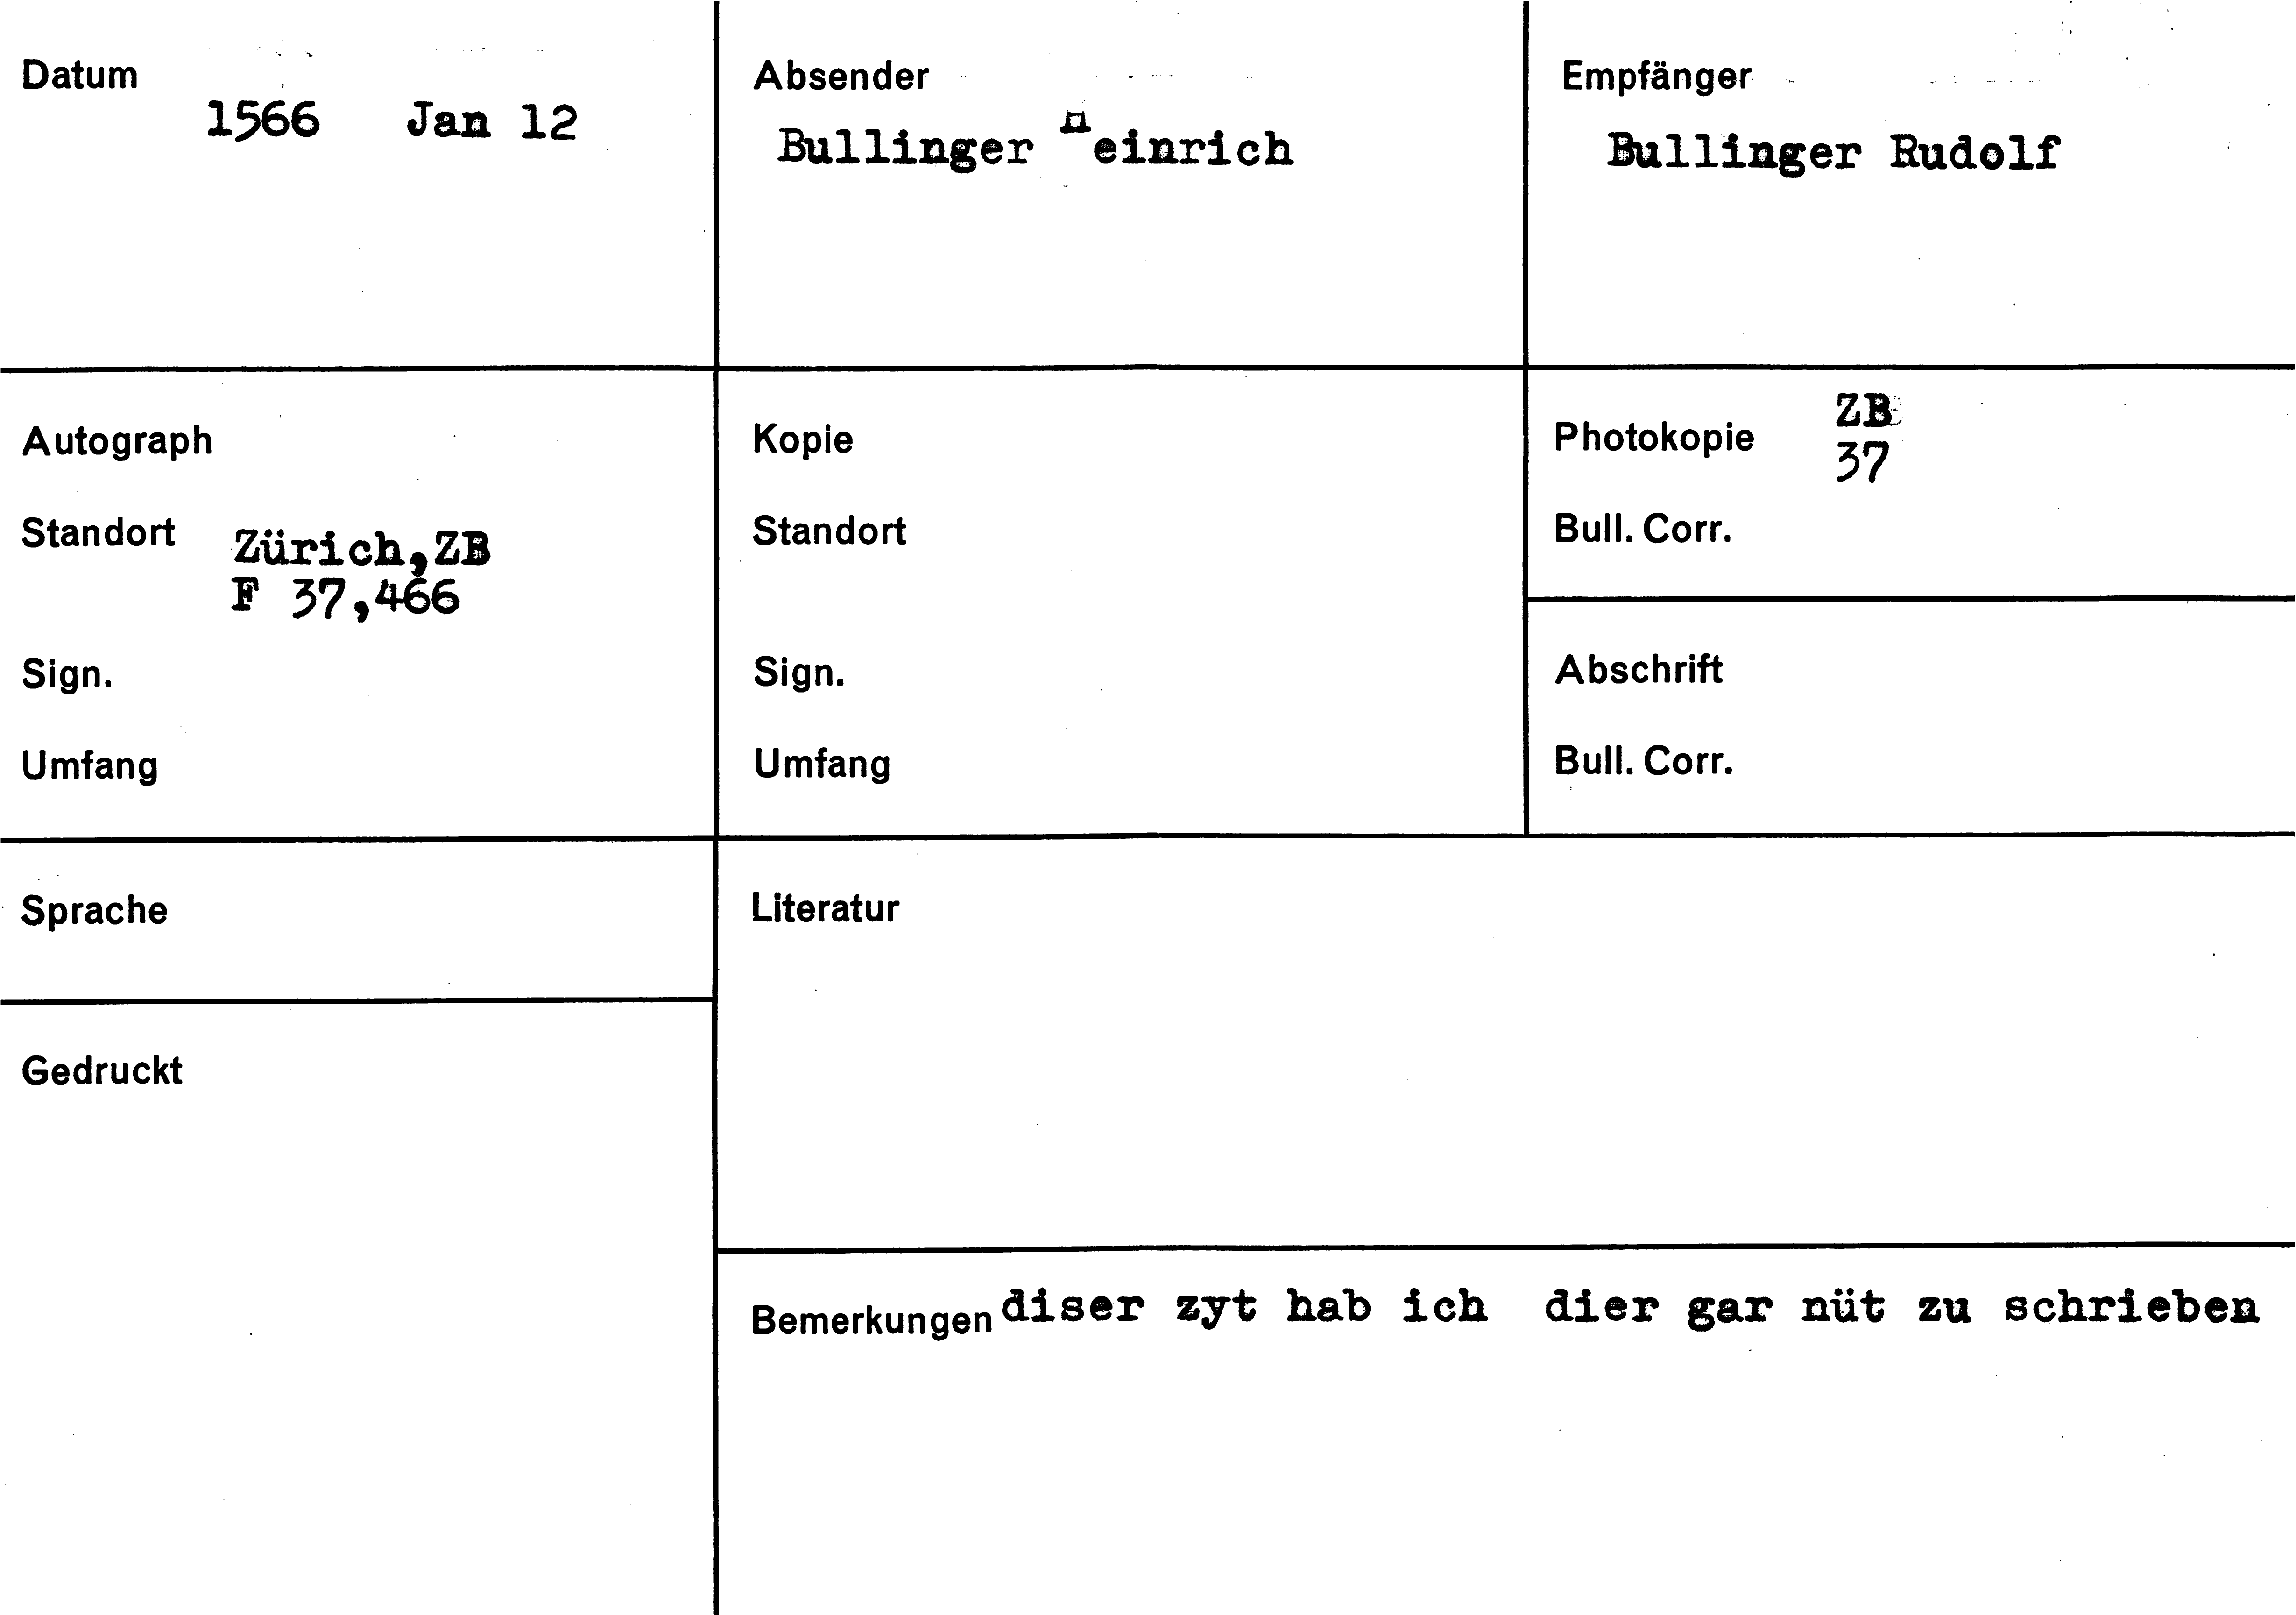 Datum
1566 Jan 12
Absender
Bullinger Heinrich
Empfänger
Bullinger Rudolf
Autograph
Standort Zürich,ZB
F 37,466
Sign.
Umfang
Kopie
Standort
Sign.
Umfang
Photokopie ZB
37
Bull. Corr.
Abschrift
Bull. Corr.
Sprache
Literatur
Gedruckt
Bemerkungen diser zyt hab ich dier gar nüt zu schrieben